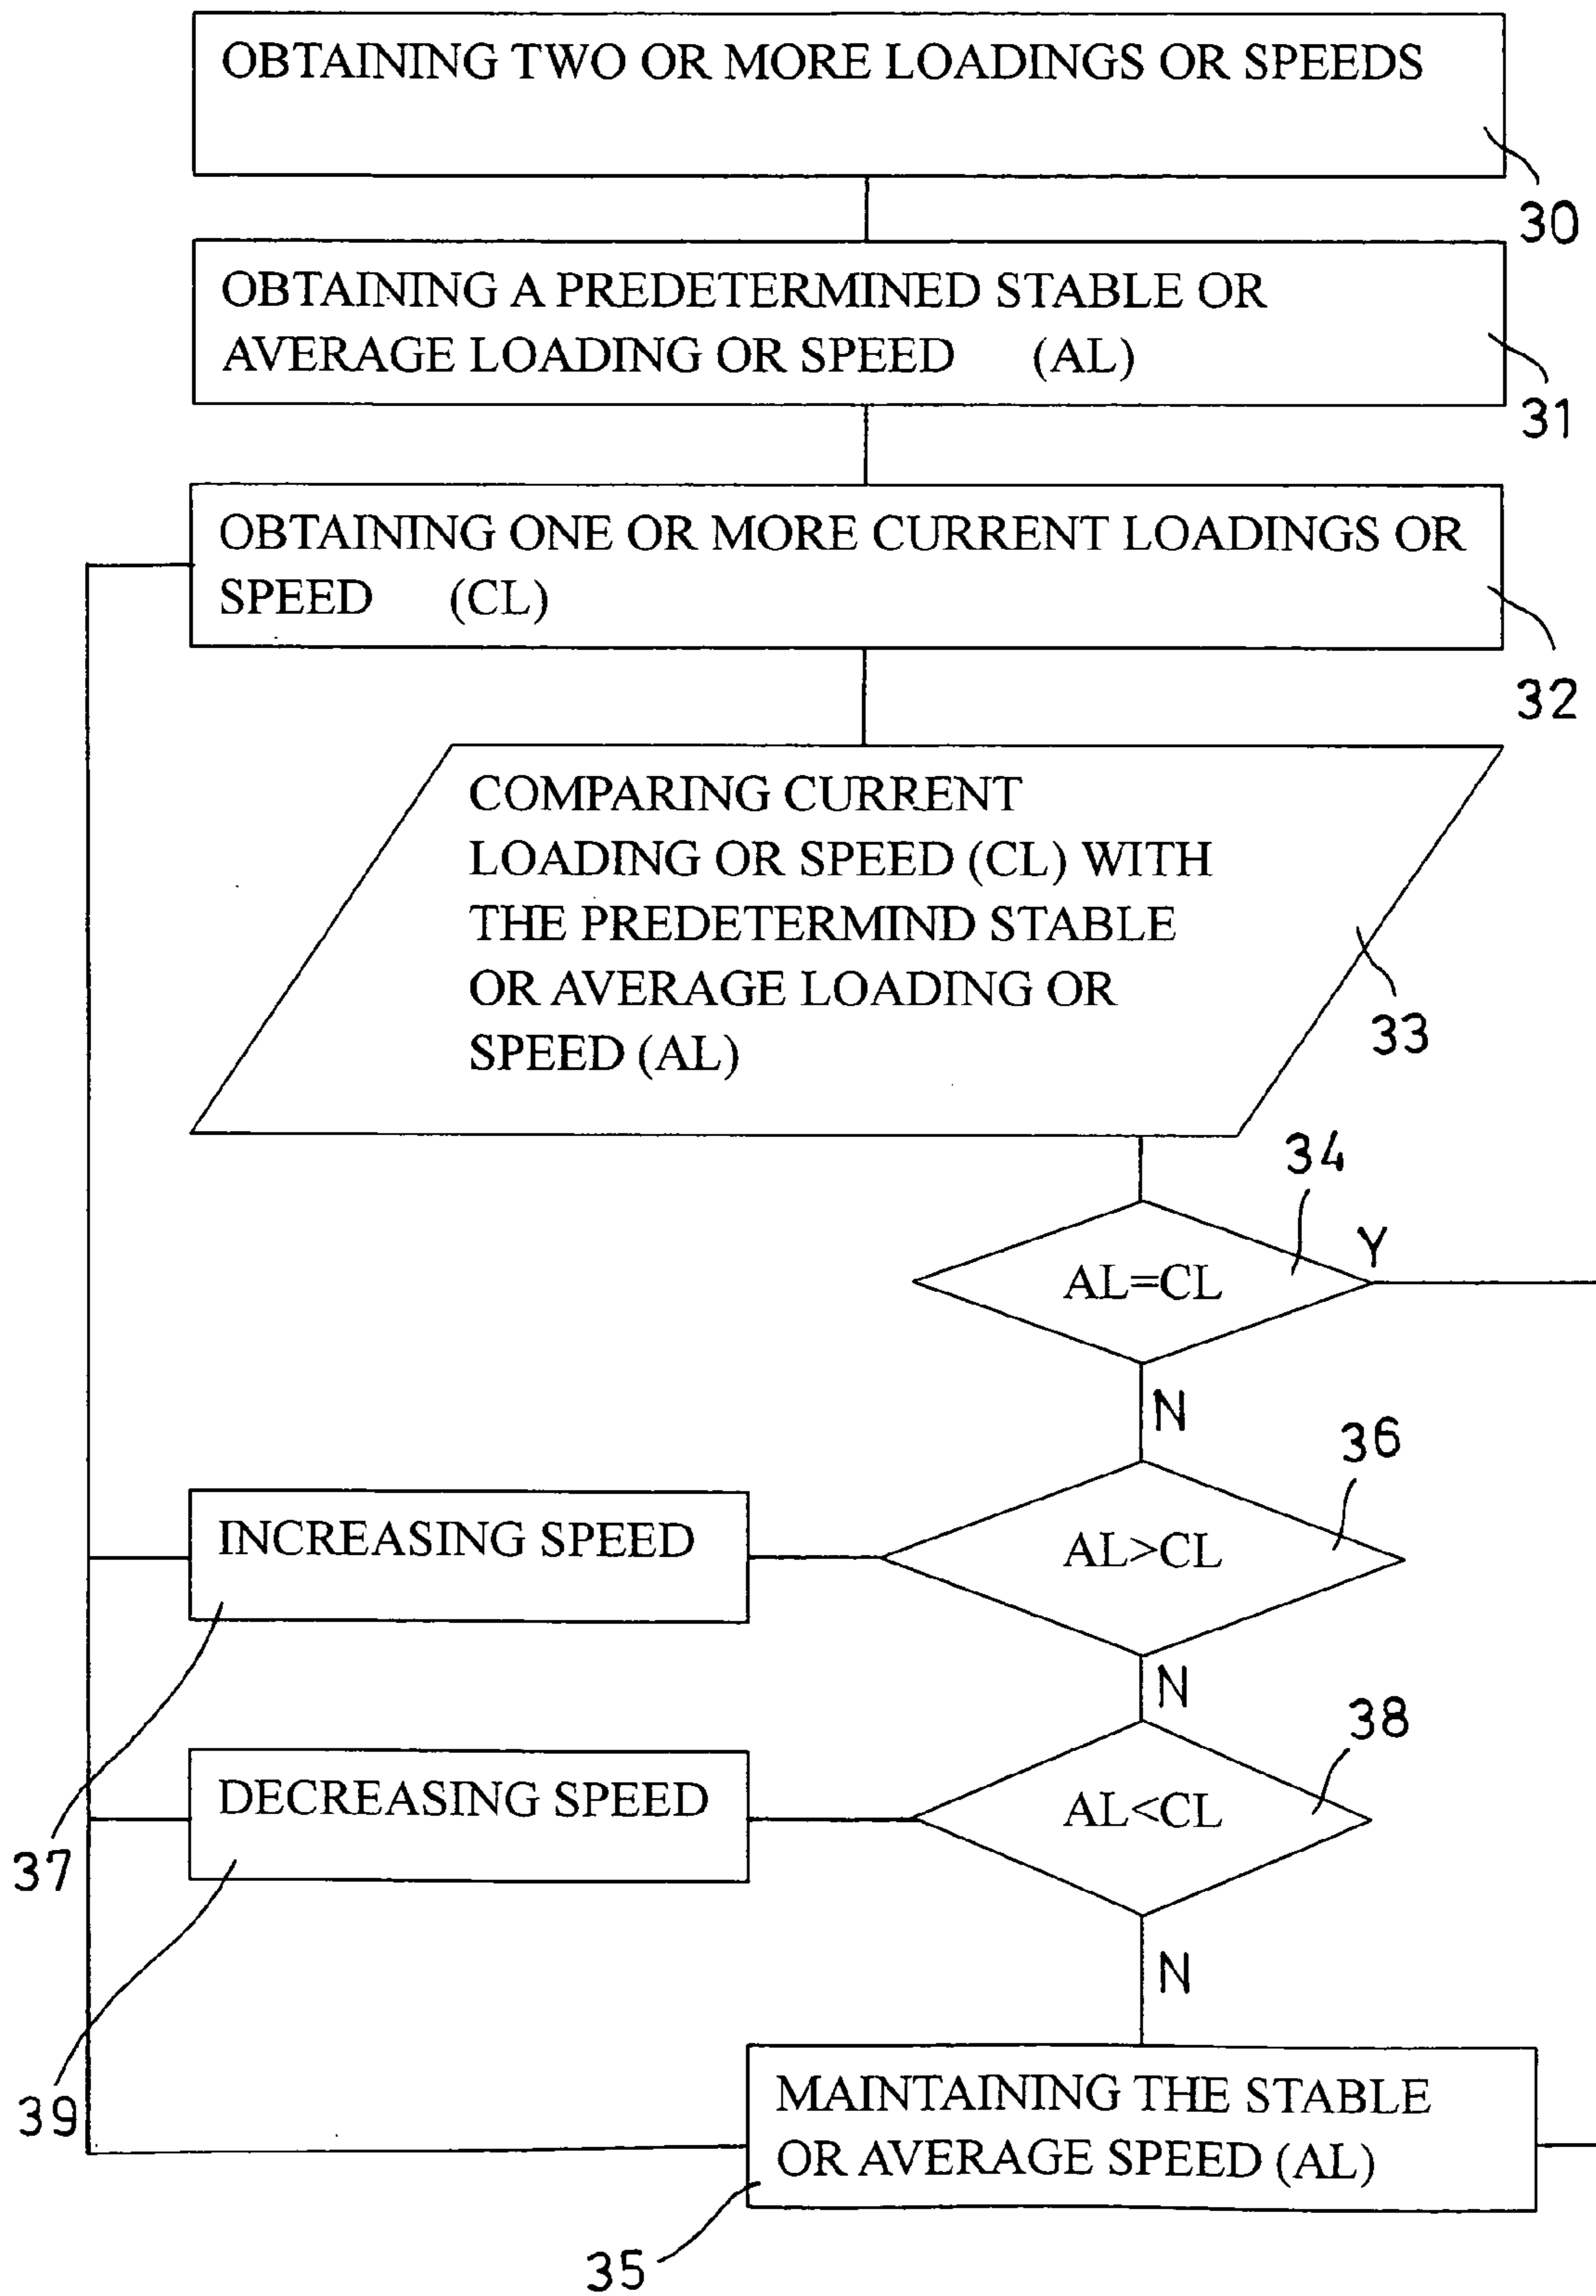 OBTAINING TWO OR MORE LOADINGS OR SPEEDS
30
OBTAINING A PREDETERMINED STABLE OR
AVERAGE LOADING OR SPEED (AL)
31
OBTAINING ONE OR MORE CURRENT LOADINGS OR
SPEED (CL)
32
COMPARING CURRENT
LOADING OR SPEED (CL) WITH
THE PREDETERMIND STABLE
OR AVERAGE LOADING OR
SPEED (AL)
33
34
Y
AL=CL
N
36
INCREASING SPEED
AL>CL
N
38
DECREASING SPEED
AL<CL
37
N
39
MAINTAINING THE STABLE
OR AVERAGE SPEED (AL)
35